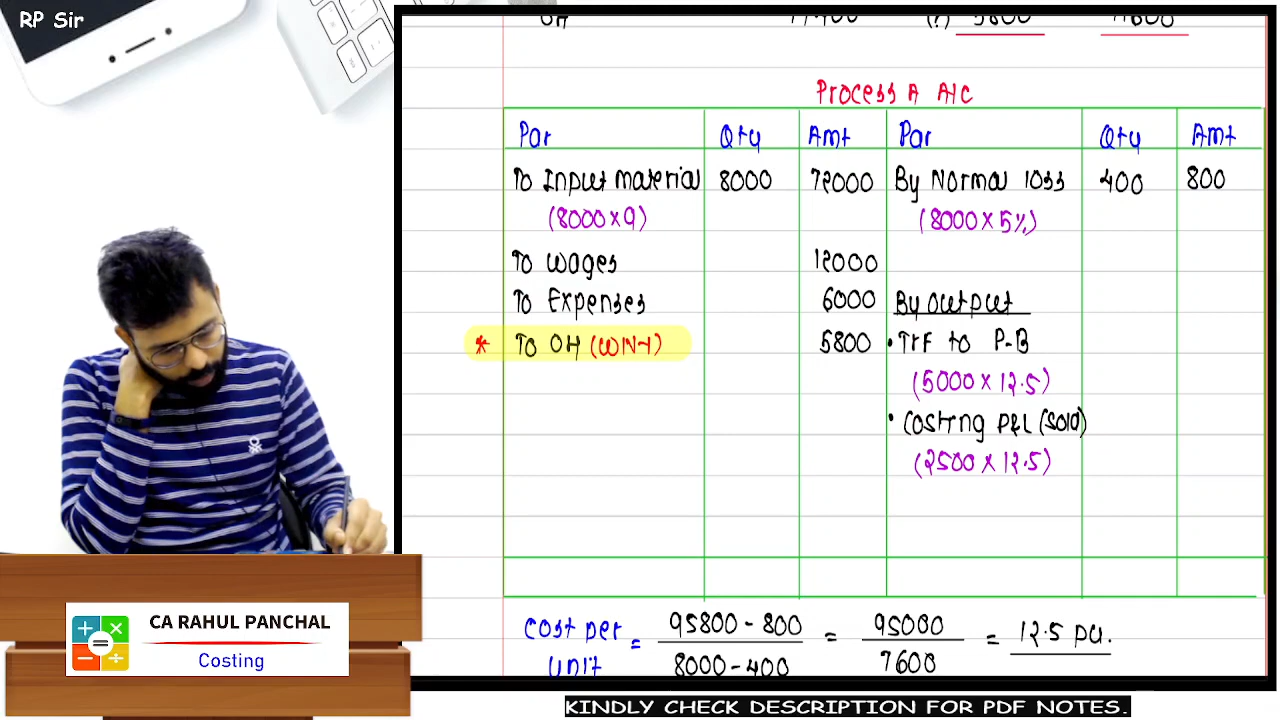 RP Sir
OH
(1) 5800
Process A A/C
Par Qty Amt Par Qty Amt
To Input material 8000 72000 By Normal loss 400 800
(8000 x 9) (8000 x 5%)
To Wages 12000
To Expenses 6000 By output
* To OH (WN-1) 5800 • Trf to P-B
(5000 x 12.5)
• Costing P&L (Sold)
(2500 x 12.5)
Cost per unit = 95800 - 800 / 8000 - 400 = 95000 / 7600 = 12.5 pu.
CA RAHUL PANCHAL
Costing
KINDLY CHECK DESCRIPTION FOR PDF NOTES.